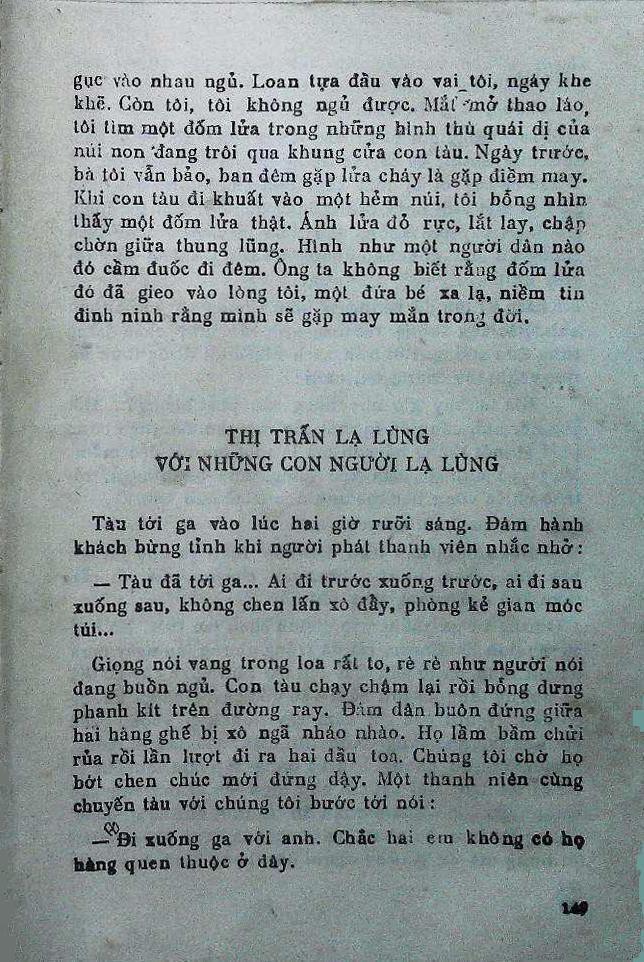 gục vào nhau ngủ. Loan tựa đầu vào vai tôi, ngáy khe
khẽ. Còn tôi, tôi không ngủ được. Mắt mở thao láo,
tôi tìm một đốm lửa trong những hình thù quái dị của
núi non đang trôi qua khung cửa con tàu. Ngày trước,
bà tôi vẫn bảo, ban đêm gặp lửa cháy là gặp điềm may.
Khi con tàu đi khuất vào một hẻm núi, tôi bỗng nhìn
thấy một đốm lửa thật. Ánh lửa đỏ rực, lắt lay, chập
chờn giữa thung lũng. Hình như một người dân nào
đó cầm đuốc đi đêm. Ông ta không biết rằng đốm lửa
đó đã gieo vào lòng tôi, một đứa bé xa lạ, niềm tin
đinh ninh rằng mình sẽ gặp may mắn trong đời.
THỊ TRẤN LẠ LÙNG
VỚI NHỮNG CON NGƯỜI LẠ LÙNG
Tàu tới ga vào lúc hai giờ rưỡi sáng. Đám hành
khách bừng tỉnh khi người phát thanh viên nhắc nhở:
— Tàu đã tới ga... Ai đi trước xuống trước, ai đi sau
xuống sau, không chen lấn xô đẩy, phòng kẻ gian móc
túi...
Giọng nói vang trong loa rất to, rè rè như người nói
đang buồn ngủ. Con tàu chạy chậm lại rồi bỗng dưng
phanh kít trên đường ray. Đám dân buôn đứng giữa
hai hàng ghế bị xô ngã nháo nhào. Họ lầm bầm chửi
rủa rồi lần lượt đi ra hai đầu toa. Chúng tôi chờ họ
bớt chen chúc mới đứng dậy. Một thanh niên cùng
chuyến tàu với chúng tôi bước tới nói:
— Đi xuống ga với anh. Chắc hai em không có họ
hàng quen thuộc ở đây.
149